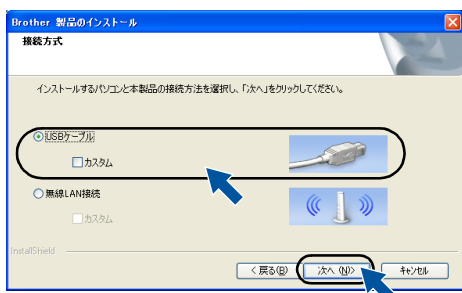 Brother 製品のインストール
接続方式
インストールするパソコンと本製品の接続方法を選択し、「次へ」をクリックしてください。
USBケーブル
カスタム
無線LAN接続
カスタム
InstallShield
< 戻る(B)
次へ (N)>
キャンセル